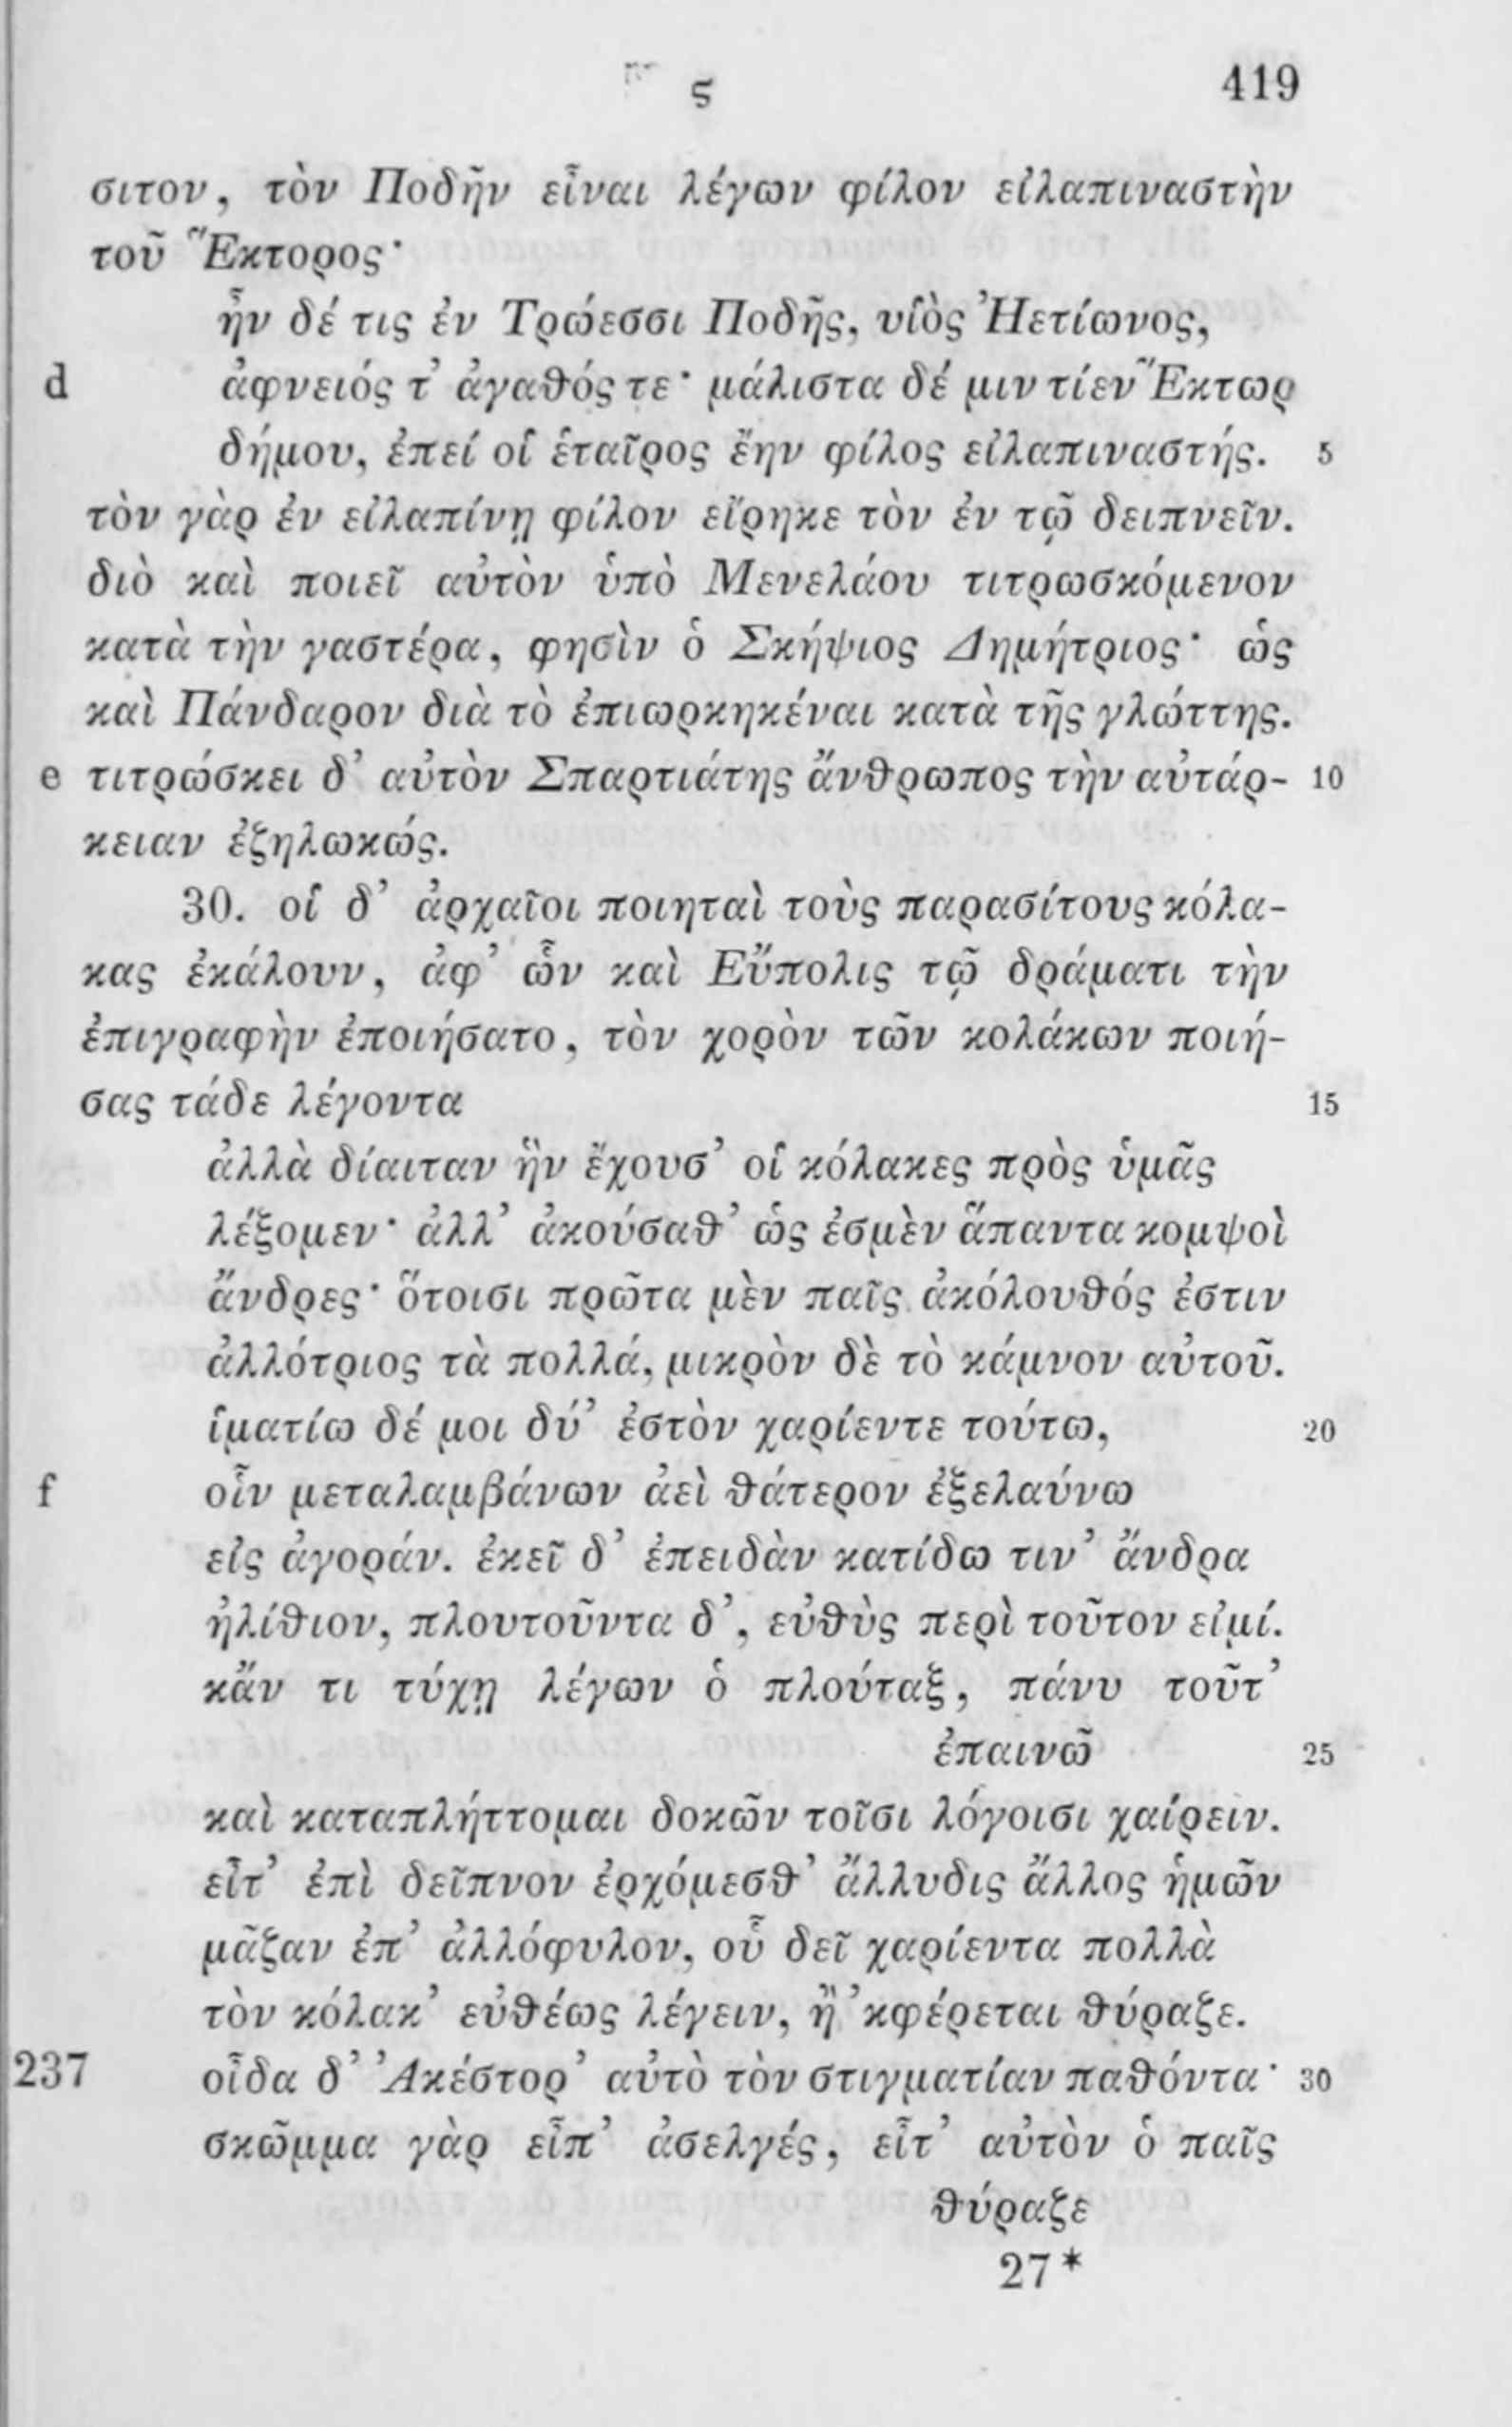 ϛ 419
σιτον, τὸν Ποδῆν εἶναι λέγων φίλον εἰλαπιναστὴν
τοῦ Ἕκτορος·
ἦν δέ τις ἐν Τρώεσσι Ποδῆς, υἱὸς Ἠετίωνος,
d ἀφνειός τ’ ἀγαθός τε· μάλιστα δέ μιν τίεν Ἕκτωρ
δήμου, ἐπεί οἱ ἑταῖρος ἔην φίλος εἰλαπιναστής. 5
τὸν γὰρ ἐν εἰλαπίνῃ φίλον εἴρηκε τὸν ἐν τῷ δειπνεῖν.
διὸ καὶ ποιεῖ αὐτὸν ὑπὸ Μενελάου τιτρωσκόμενον
κατὰ τὴν γαστέρα, φησὶν ὁ Σκήψιος Δημήτριος· ὡς
καὶ Πάνδαρον διὰ τὸ ἐπιωρκηκέναι κατὰ τῆς γλώττης.
e τιτρώσκει δ’ αὐτὸν Σπαρτιάτης ἄνθρωπος τὴν αὐτάρ- 10
κειαν ἐζηλωκώς.
30. οἱ δ’ ἀρχαῖοι ποιηταὶ τοὺς παρασίτους κόλα-
κας ἐκάλουν, ἀφ’ ὧν καὶ Εὔπολις τῷ δράματι τὴν
ἐπιγραφὴν ἐποιήσατο, τὸν χορὸν τῶν κολάκων ποιή-
σας τάδε λέγοντα 15
ἀλλὰ δίαιταν ἣν ἔχουσ’ οἱ κόλακες πρὸς ὑμᾶς
λέξομεν· ἀλλ’ ἀκούσαθ’ ὡς ἐσμὲν ἅπαντα κομψοὶ
ἄνδρες· ὅτοισι πρῶτα μὲν παῖς ἀκόλουθός ἐστιν
ἀλλότριος τὰ πολλά, μικρὸν δὲ τὸ κάμνον αὐτοῦ.
ἱματίω δέ μοι δύ’ ἐστὸν χαρίεντε τούτω, 20
f οἷν μεταλαμβάνων ἀεὶ θάτερον ἐξελαύνω
εἰς ἀγοράν. ἐκεῖ δ’ ἐπειδὰν κατίδω τιν’ ἄνδρα
ἠλίθιον, πλουτοῦντα δ’, εὐθὺς περὶ τοῦτον εἰμί.
κἄν τι τύχῃ λέγων ὁ πλούταξ, πάνυ τοῦτ’
ἐπαινῶ 25
καὶ καταπλήττομαι δοκῶν τοῖσι λόγοισι χαίρειν.
εἶτ’ ἐπὶ δεῖπνον ἐρχόμεσθ’ ἄλλυδις ἄλλος ἡμῶν
μᾶζαν ἐπ’ ἀλλόφυλον, οὗ δεῖ χαρίεντα πολλὰ
τὸν κόλακ’ εὐθέως λέγειν, ἢ ’κφέρεται θύραζε.
237 οἶδα δ’ Ἀκέστορ’ αὐτὸ τὸν στιγματίαν παθόντα· 30
σκῶμμα γὰρ εἶπ’ ἀσελγές, εἶτ’ αὐτὸν ὁ παῖς
θύραζε
27*